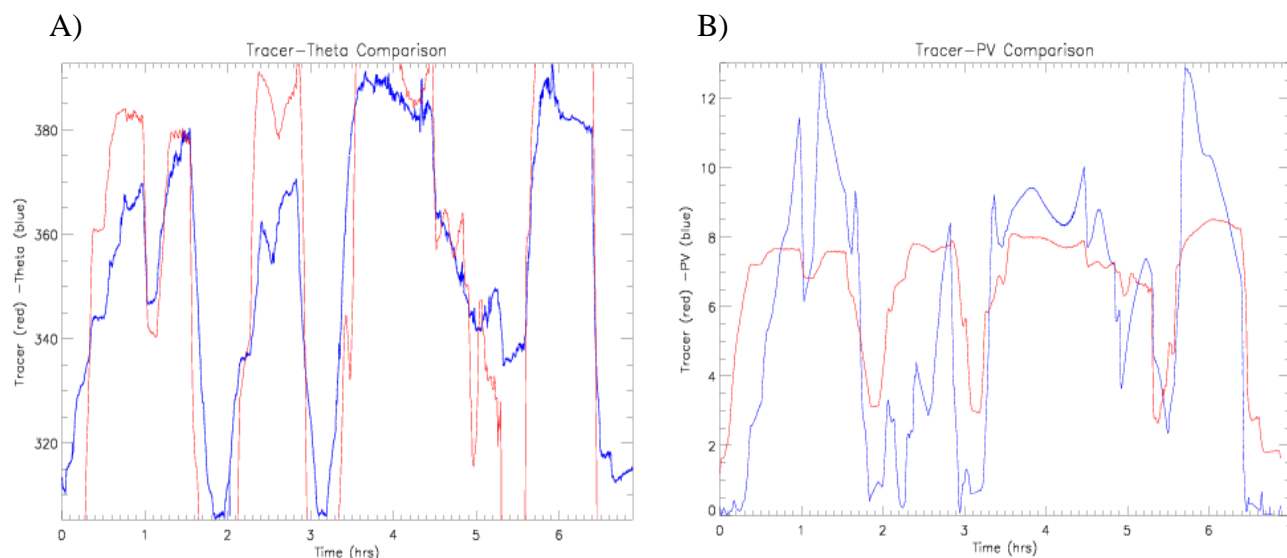 A)
Tracer-Theta Comparison
Tracer (red) -Theta (blue)
380
360
340
320
0 1 2 3 4 5 6
Time (hrs)
B)
Tracer-PV Comparison
Tracer (red) -PV (blue)
12
10
8
6
4
2
0
0 1 2 3 4 5 6
Time (hrs)